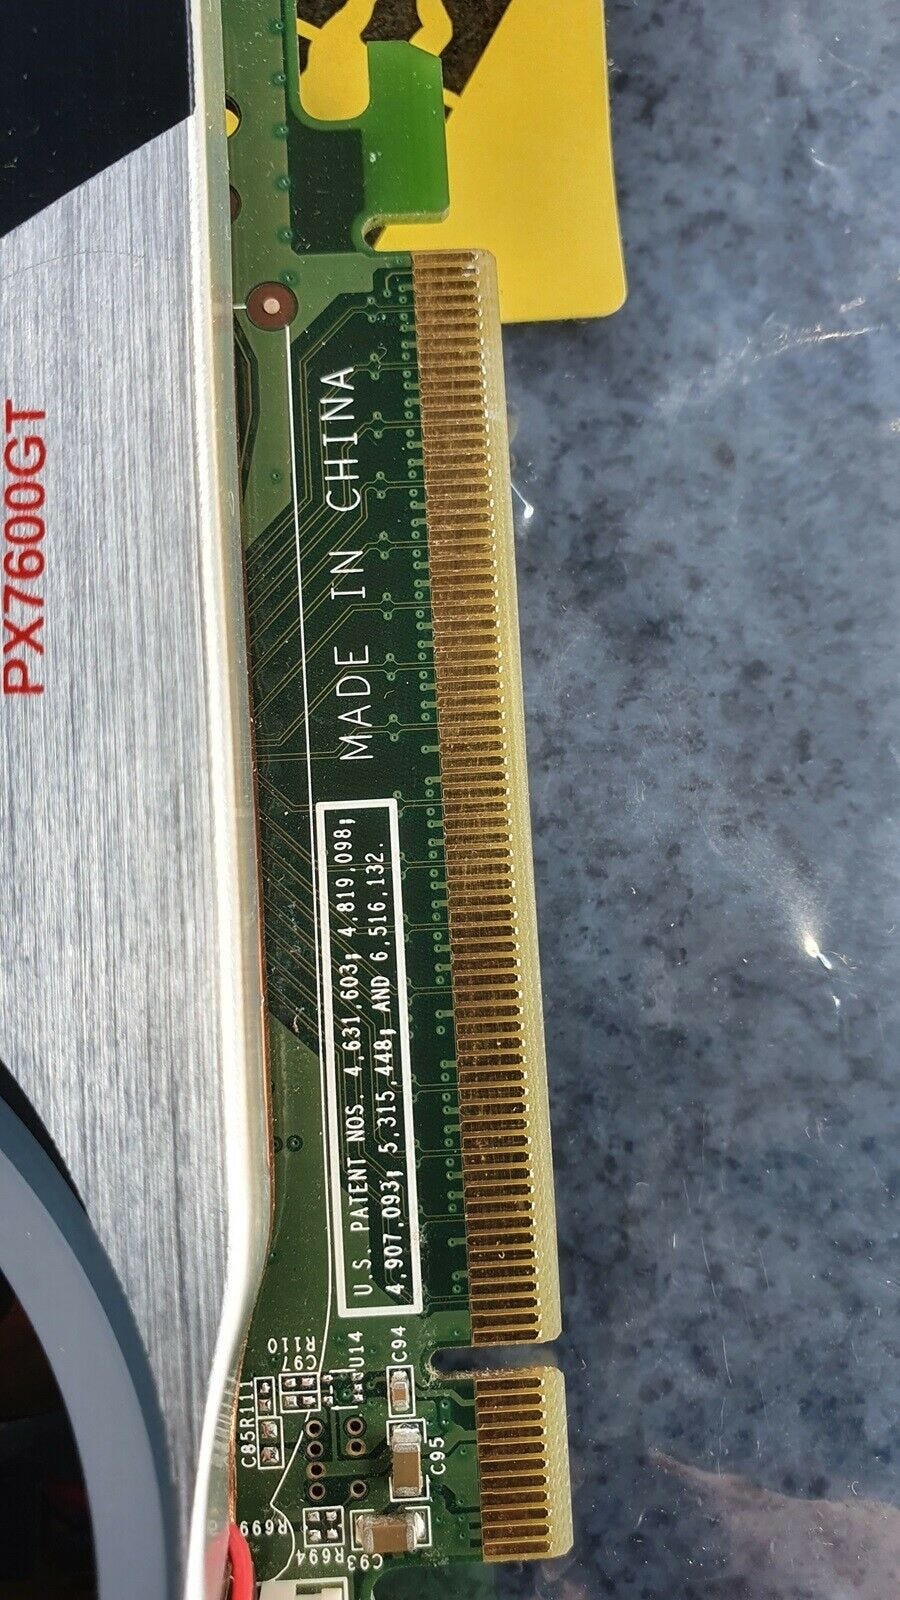 PX7600GT
MADE IN CHINA
U.S. PATENT NOS. 4,631,603; 4,819,098;
4,907,093; 5,315,448; AND 6,516,132.
R110
C97
U14
C94
C85 R111
C95
R699
R694
C93